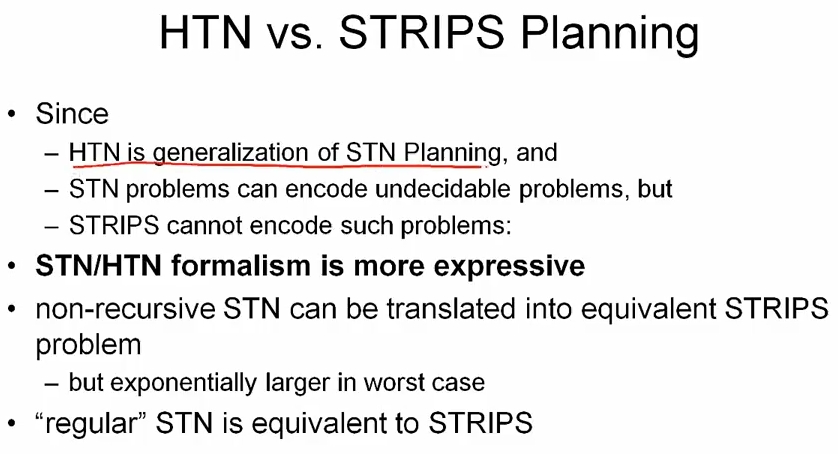 HTN vs. STRIPS Planning
• Since
– HTN is generalization of STN Planning, and
– STN problems can encode undecidable problems, but
– STRIPS cannot encode such problems:
• STN/HTN formalism is more expressive
• non-recursive STN can be translated into equivalent STRIPS
problem
– but exponentially larger in worst case
• “regular” STN is equivalent to STRIPS